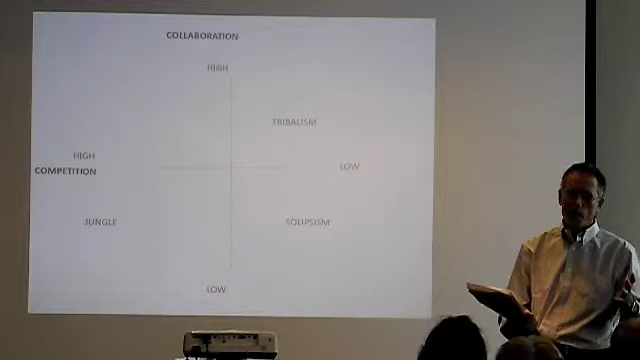 COLLABORATION
HIGH
TRIBALISM
HIGH
COMPETITION
LOW
JUNGLE
SOLIPSISM
LOW